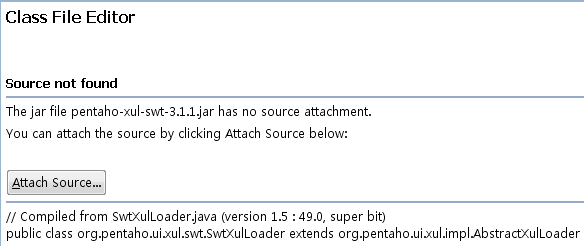 Class File Editor
Source not found
The jar file pentaho-xul-swt-3.1.1.jar has no source attachment.
You can attach the source by clicking Attach Source below:
Attach Source...
// Compiled from SwtXulLoader.java (version 1.5 : 49.0, super bit)
public class org.pentaho.ui.xul.swt.SwtXulLoader extends org.pentaho.ui.xul.impl.AbstractXulLoader